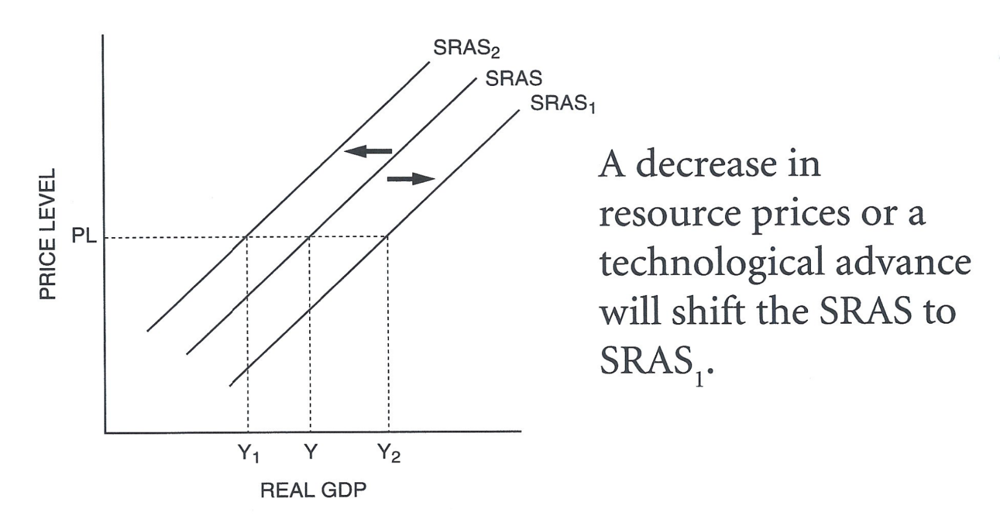 SRAS₂
SRAS
SRAS₁
PRICE LEVEL
PL
Y₁ Y Y₂
REAL GDP
A decrease in
resource prices or a
technological advance
will shift the SRAS to
SRAS₁.